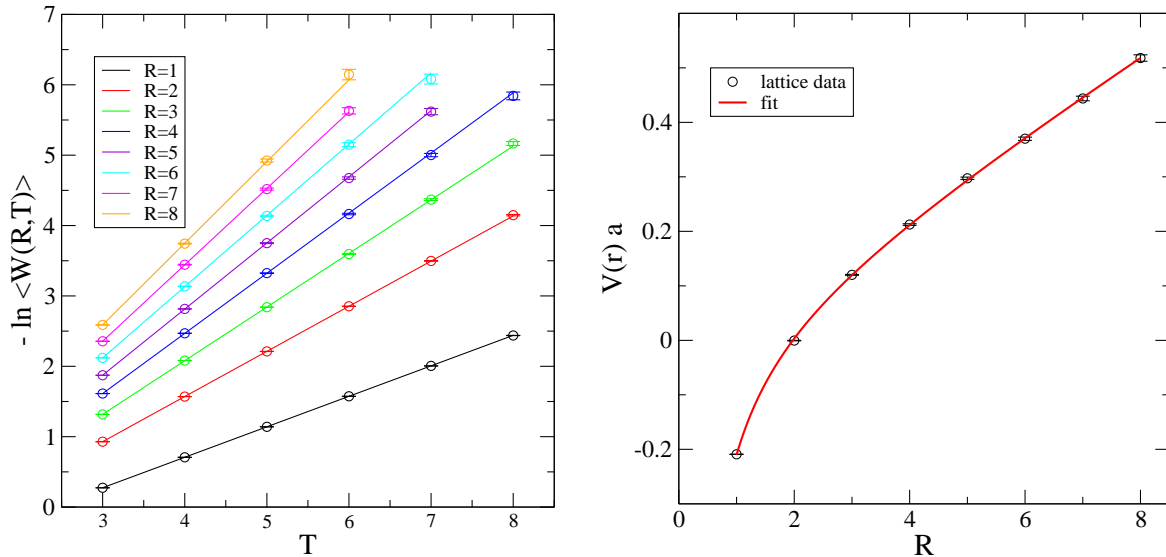 7
6
5
4
3
2
1
0
- ln <W(R,T)>
R=1
R=2
R=3
R=4
R=5
R=6
R=7
R=8
3 4 5 6 7 8
T
0.4
0.2
0
-0.2
V(r) a
lattice data
fit
0 2 4 6 8
R